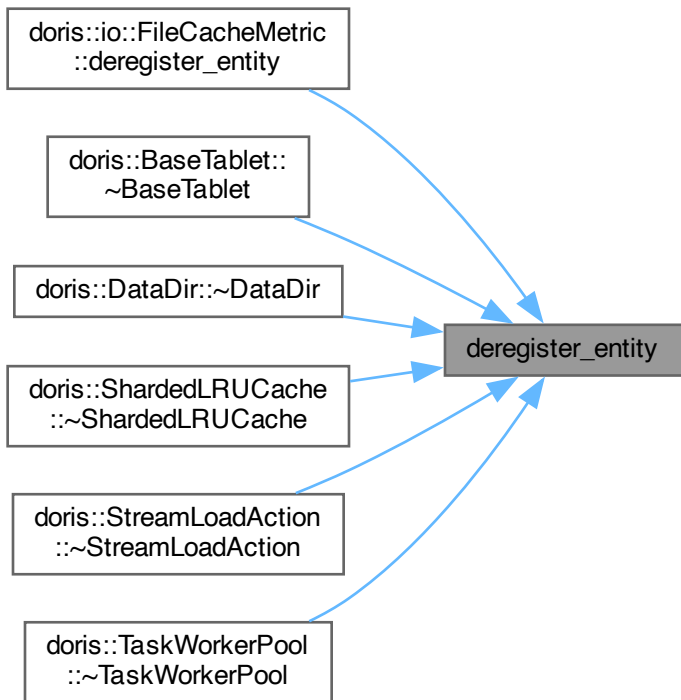 doris::io::FileCacheMetric
::deregister_entity
doris::BaseTablet::
~BaseTablet
doris::DataDir::~DataDir
deregister_entity
doris::ShardedLRUCache
::~ShardedLRUCache
doris::StreamLoadAction
::~StreamLoadAction
doris::TaskWorkerPool
::~TaskWorkerPool